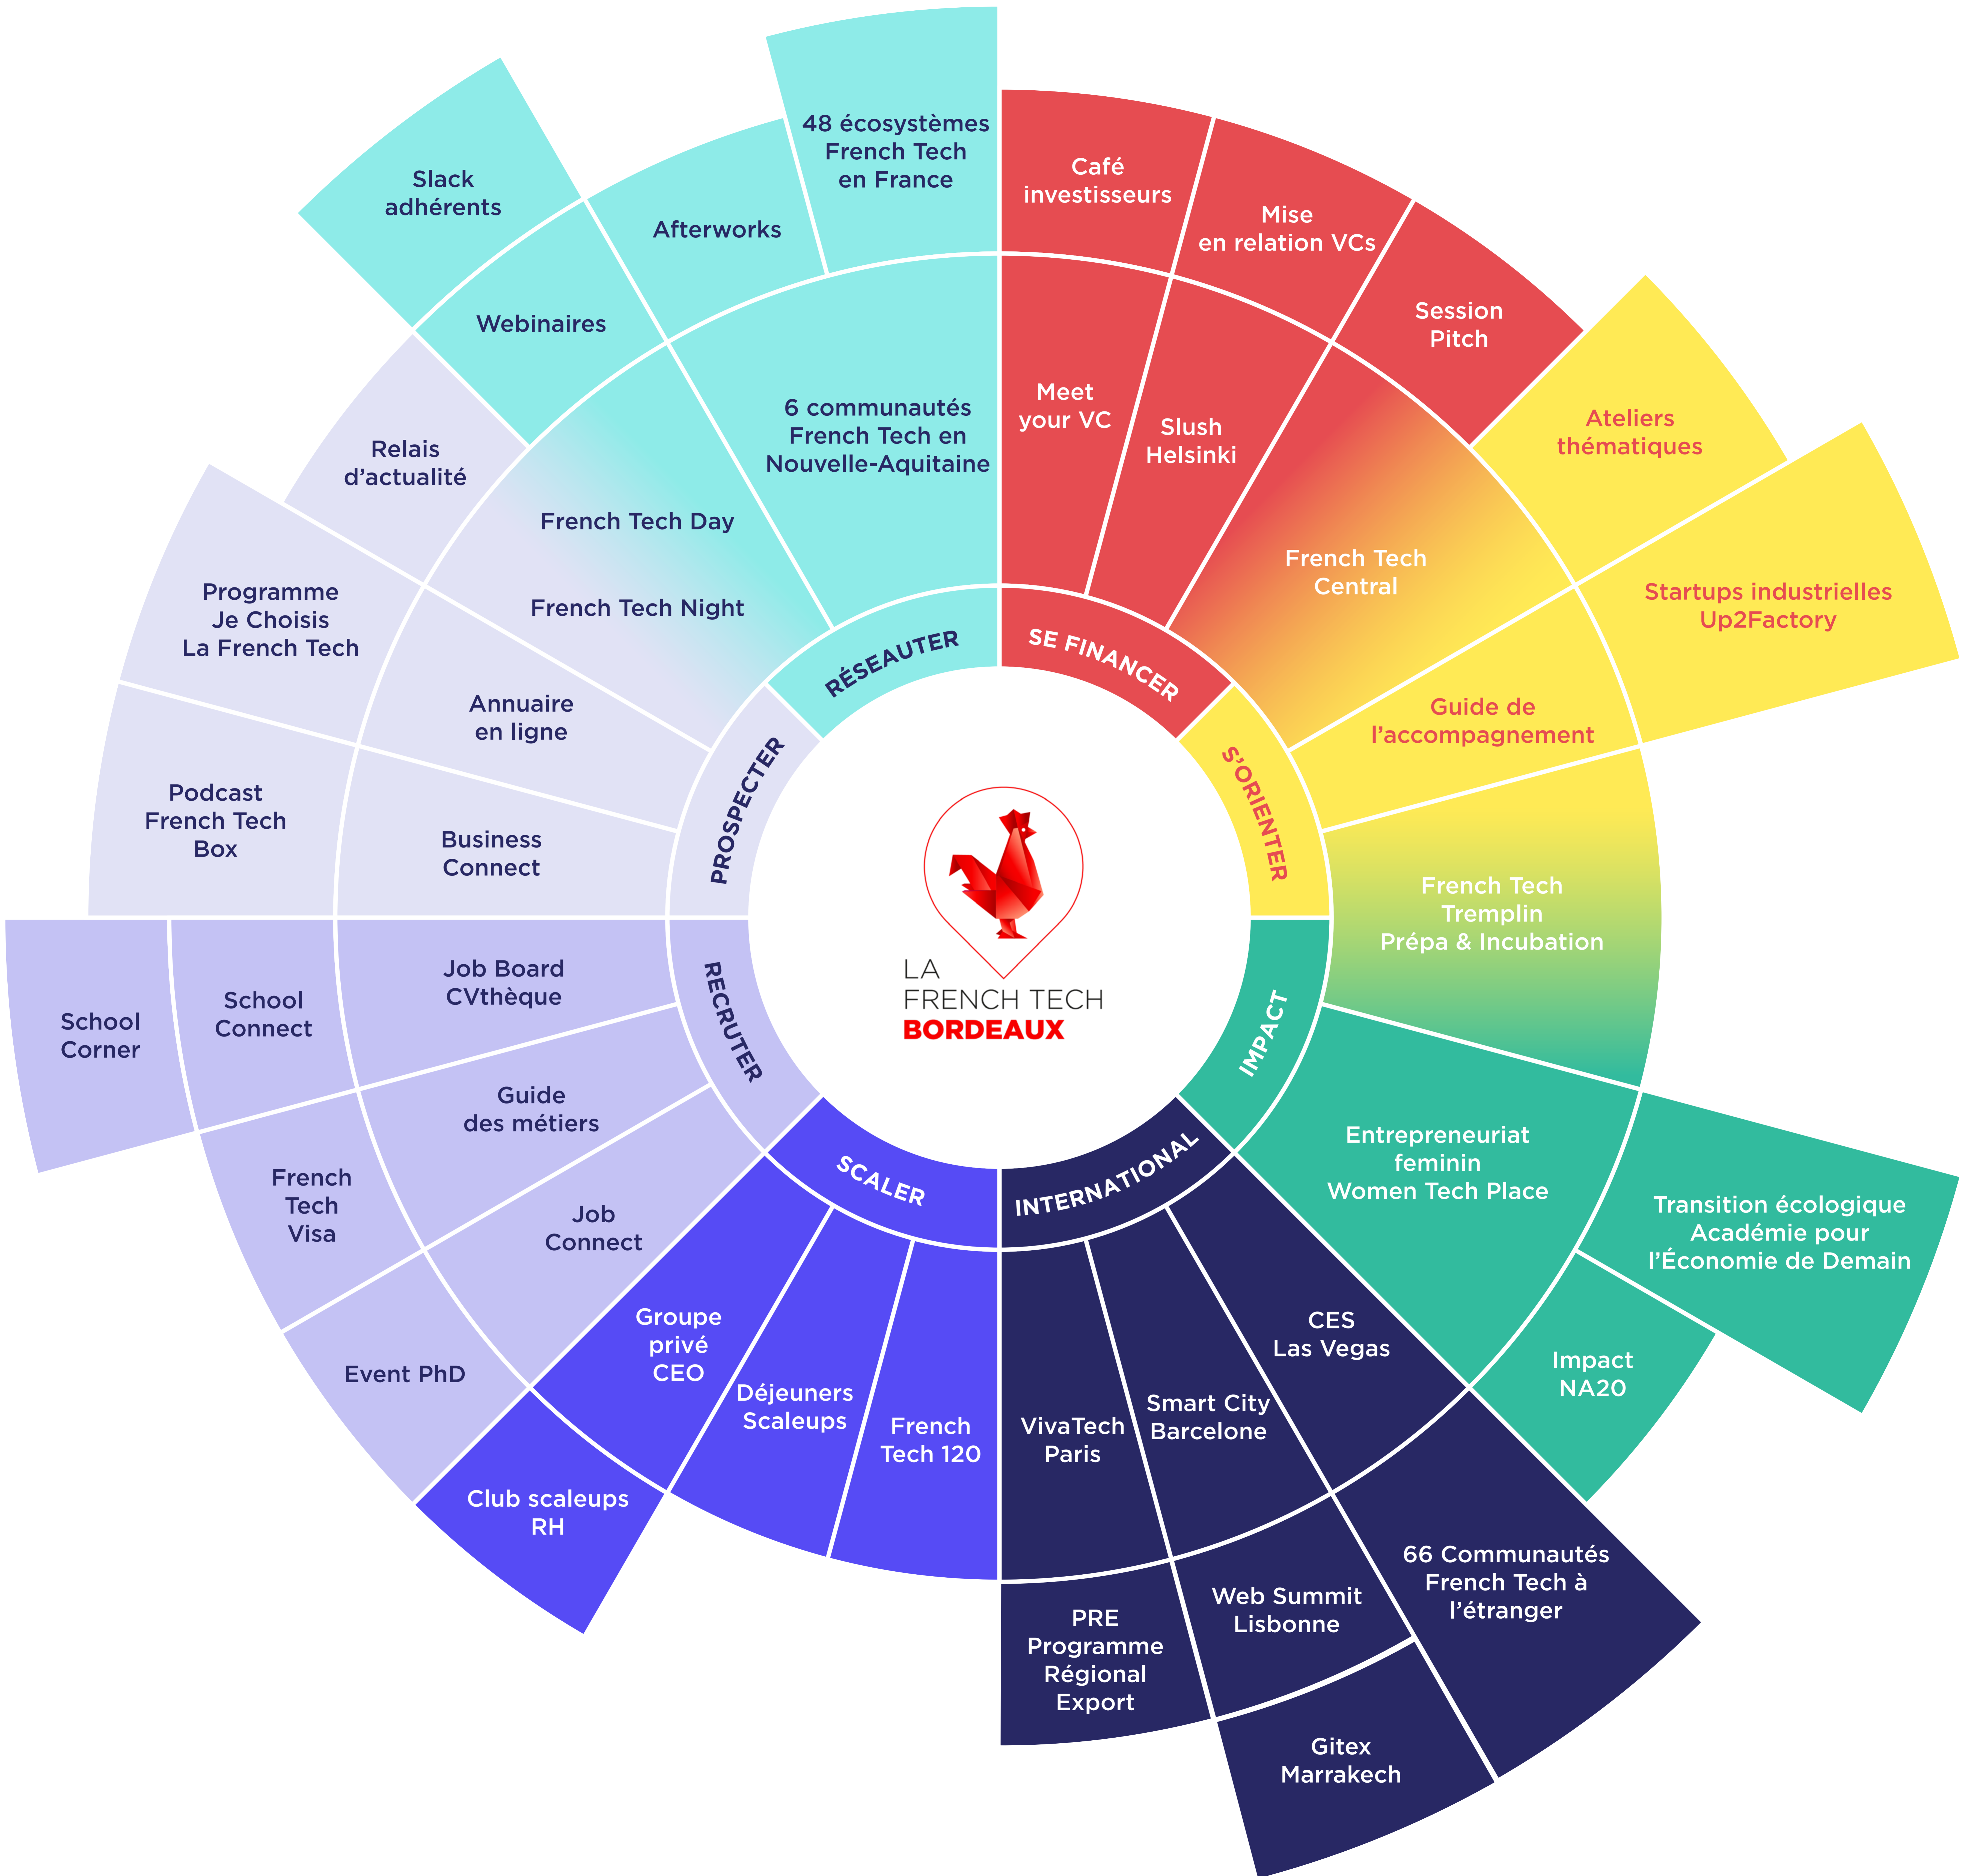 LA
FRENCH TECH
BORDEAUX
SE FINANCER
Café
investisseurs
Mise
en relation VCs
Session
Pitch
Meet
your VC
Slush
Helsinki
French Tech
Central
S'ORIENTER
Ateliers
thématiques
Startups industrielles
Up2Factory
Guide de
l'accompagnement
French Tech
Tremplin
Prépa & Incubation
IMPACT
Entrepreneuriat
feminin
Women Tech Place
Transition écologique
Académie pour
l'Économie de Demain
Impact
NA20
INTERNATIONAL
CES
Las Vegas
Smart City
Barcelone
VivaTech
Paris
66 Communautés
French Tech à
l'étranger
Web Summit
Lisbonne
Gitex
Marrakech
PRE
Programme
Régional
Export
SCALER
French
Tech 120
Déjeuners
Scaleups
Groupe
privé
CEO
Club scaleups
RH
RECRUTER
Job
Connect
Guide
des métiers
Job Board
CVthèque
Event PhD
French
Tech
Visa
School
Connect
School
Corner
PROSPECTER
Business
Connect
Annuaire
en ligne
Podcast
French Tech
Box
Programme
Je Choisis
La French Tech
Relais
d'actualité
French Tech Day
French Tech Night
RÉSEAUTER
6 communautés
French Tech en
Nouvelle-Aquitaine
Webinaires
Slack
adhérents
Afterworks
48 écosystèmes
French Tech
en France